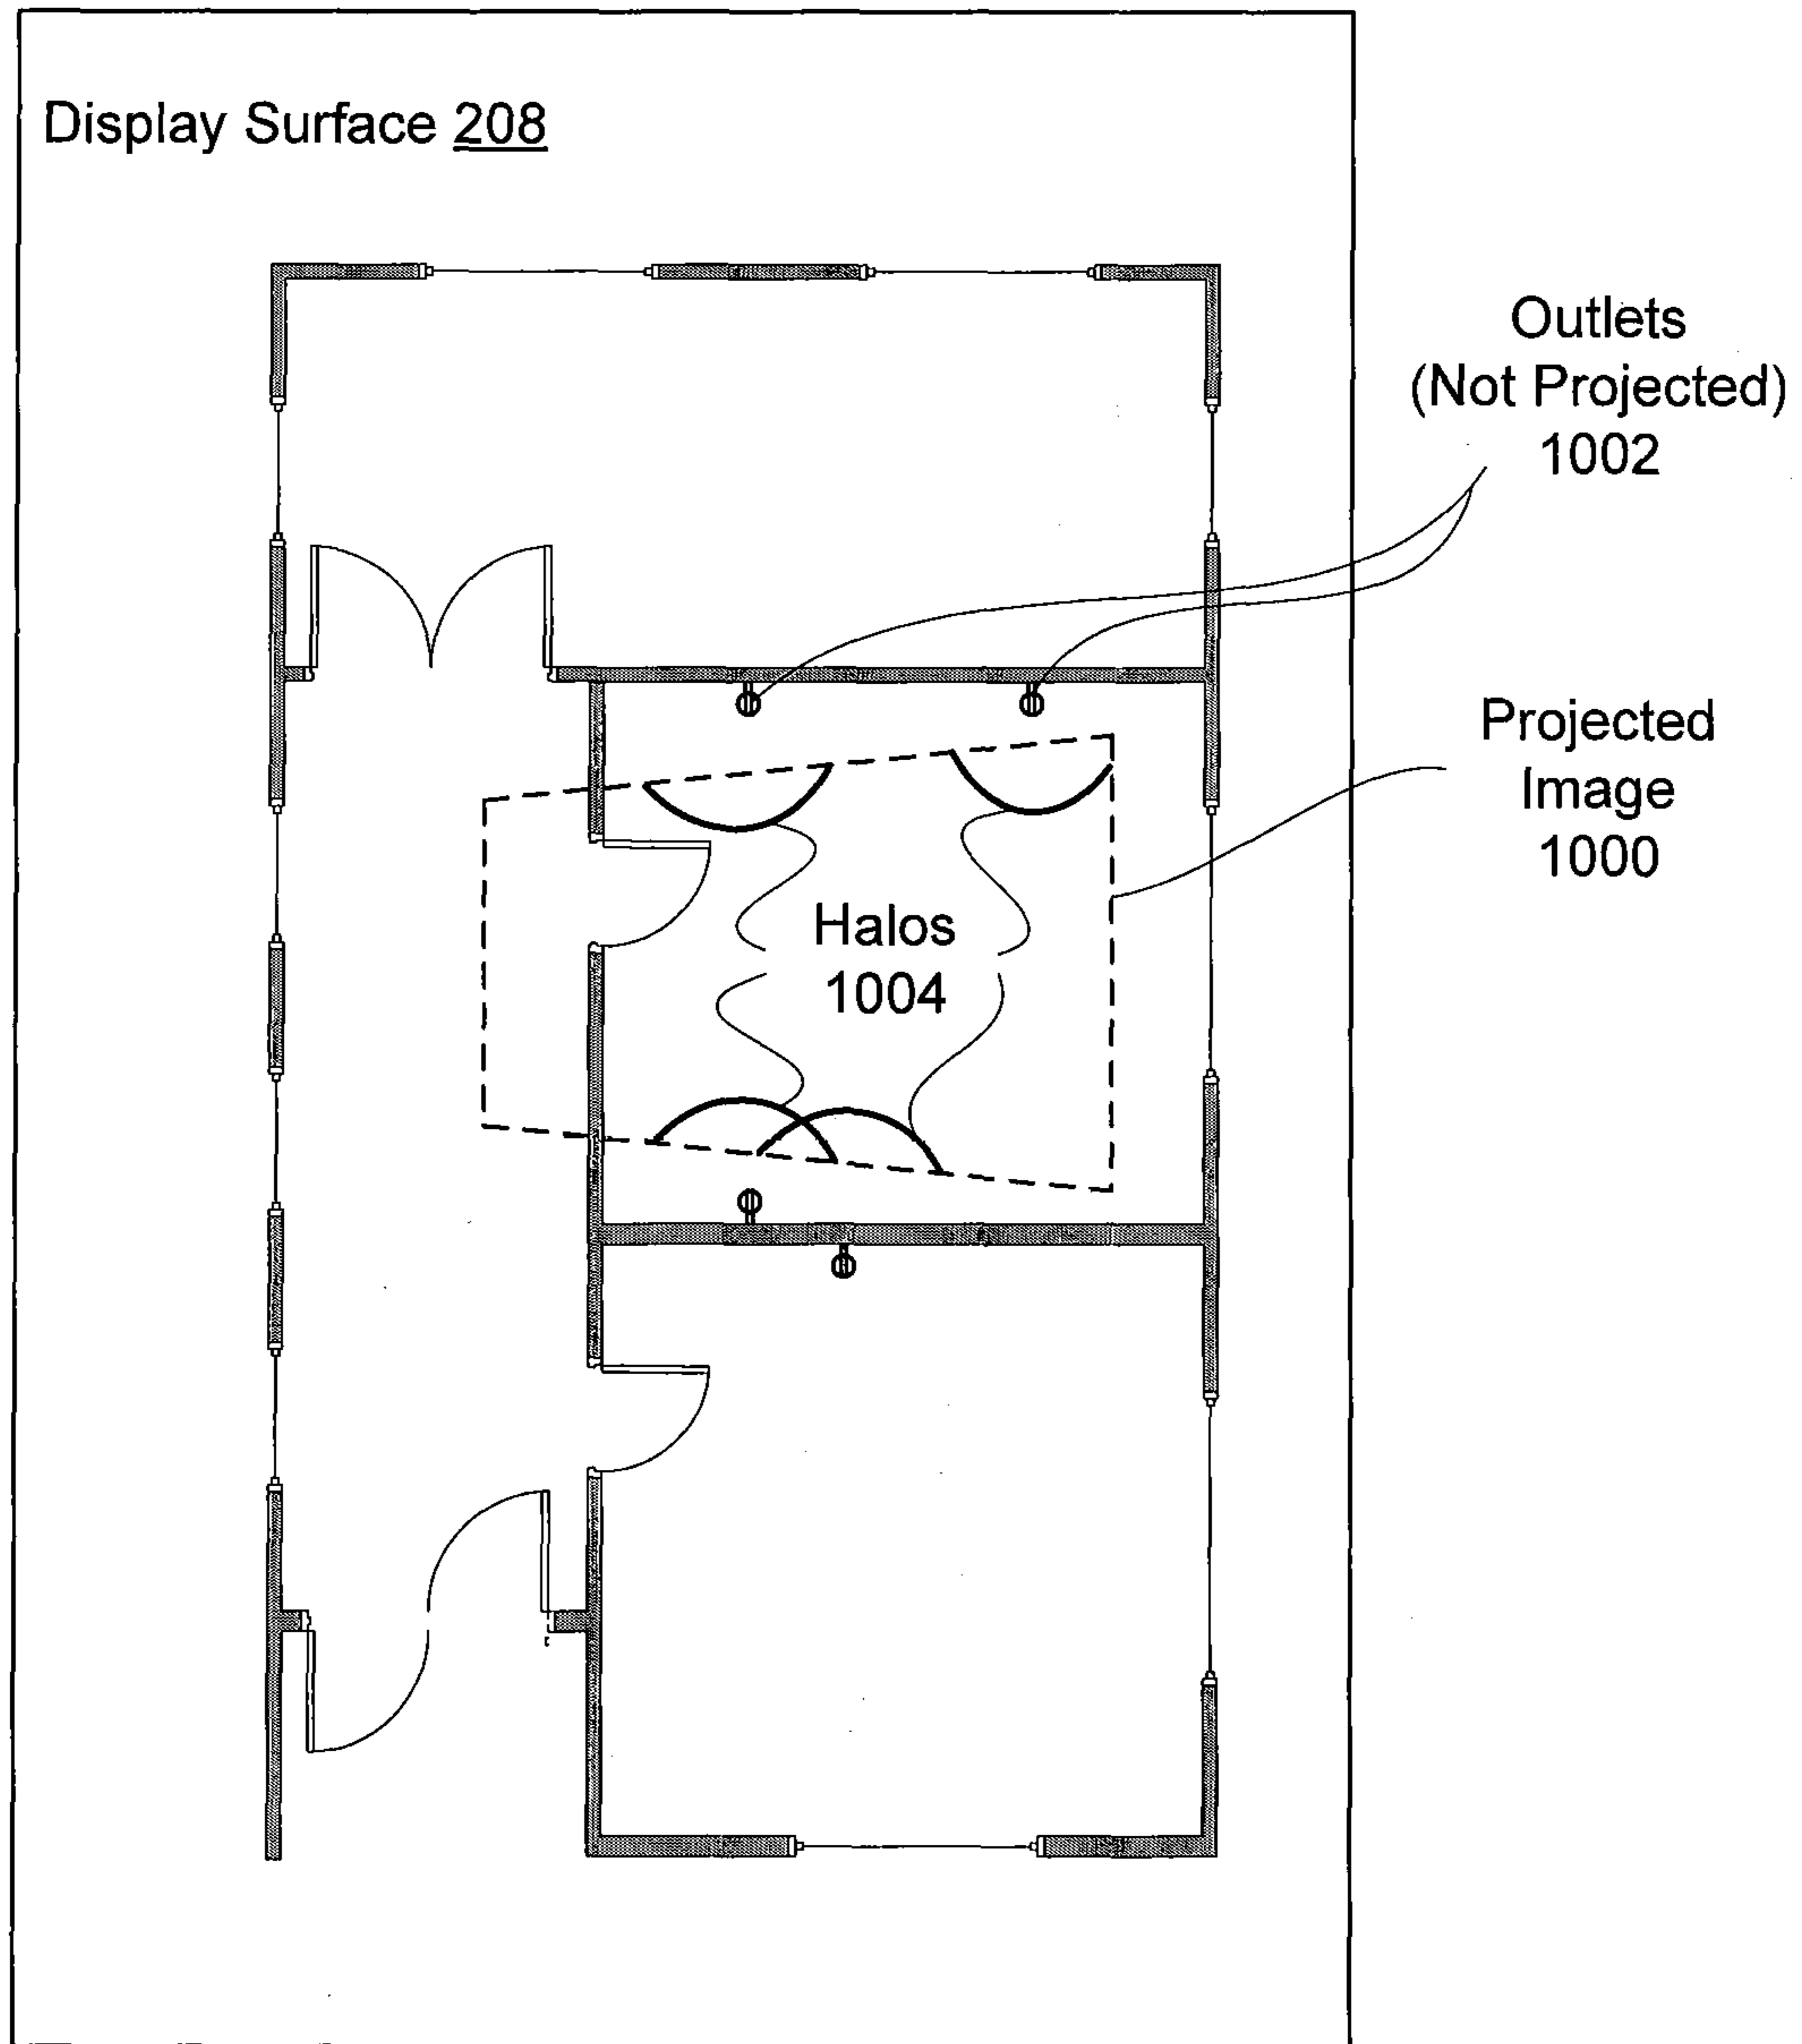 Display Surface 208
Outlets
(Not Projected)
1002
Projected
Image
1000
Halos
1004